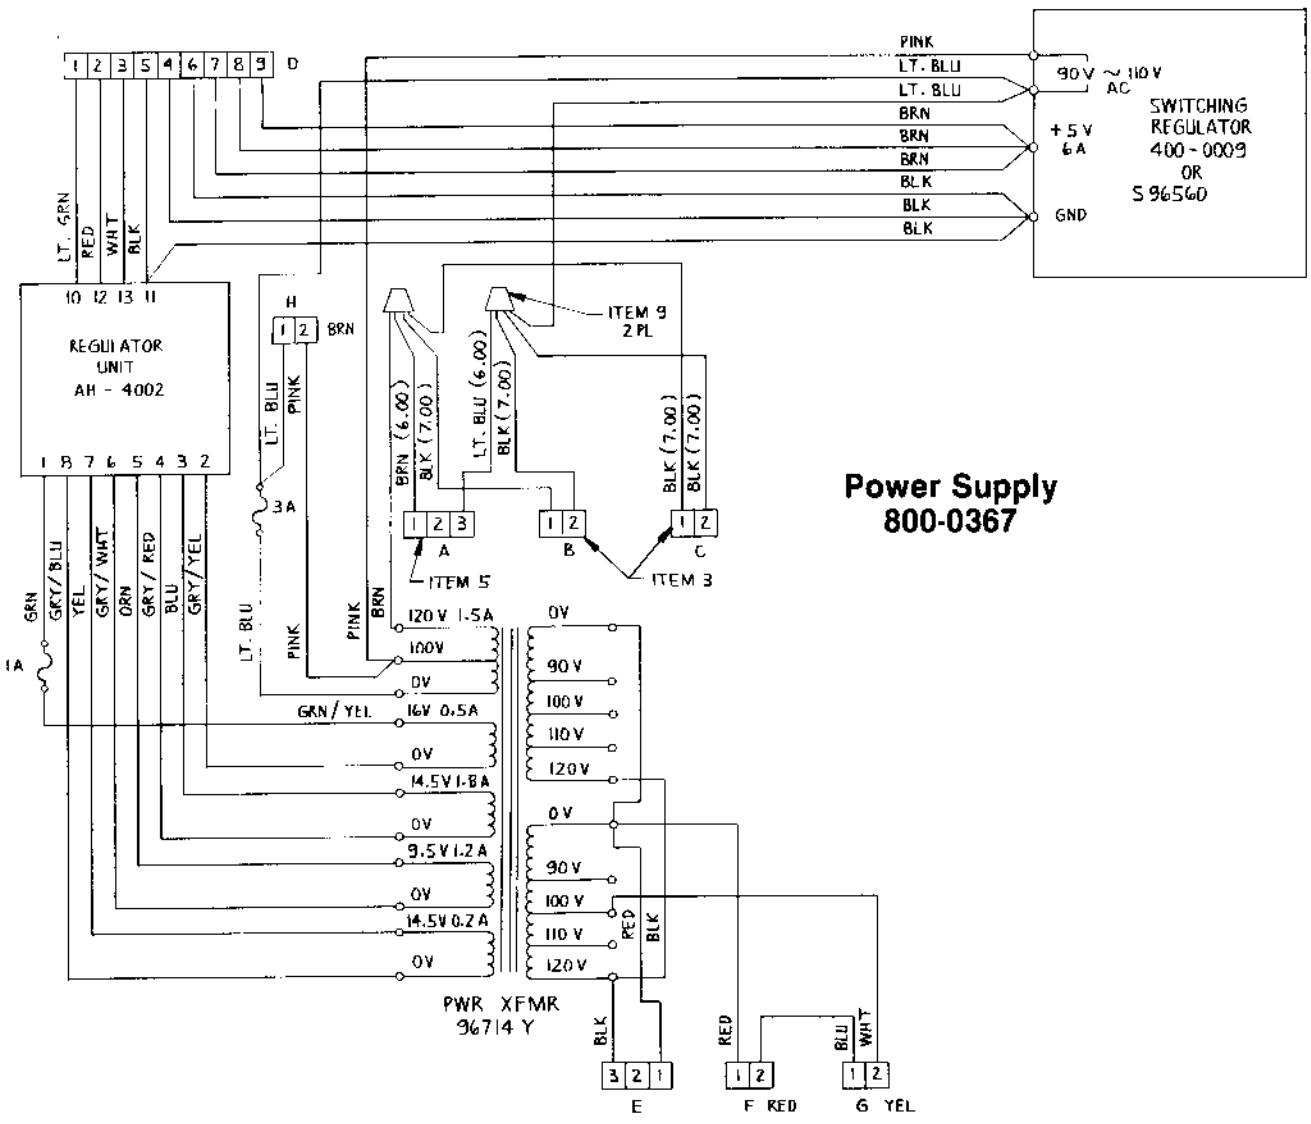 PINK
LT. BLU
LT. BLU
BRN
BRN
BRN
BLK
BLK
BLK
90V ~ 110V
AC
+5V
6A
GND
SWITCHING
REGULATOR
400-0009
OR
S96560
1 2 3 5 4 6 7 8 9 D
LT. GRN
RED
WHT
BLK
10 12 13 11
REGULATOR
UNIT
AH - 4002
1 8 7 6 5 4 3 2
H
1 2 BRN
LT. BLU
PINK
ITEM 9
2 PL
BRN (6.00)
BLK (7.00)
LT. BLU (6.00)
BLK (7.00)
BLK (7.00)
BLK (7.00)
3A
1 2 3
A
1 2
B
1 2
C
ITEM 5
ITEM 3
Power Supply
800-0367
GRN
GRY/BLU
YEL
GRY/WHT
ORN
GRY/RED
BLU
GRY/YEL
1A
LT. BLU
PINK
PINK
BRN
120V 1.5A
100V
0V
GRN/YEL
16V 0.5A
0V
14.5V 1.8A
0V
9.5V 1.2A
0V
14.5V 0.2A
0V
0V
90V
100V
110V
120V
0V
90V
100V
110V
120V
RED
BLK
PWR XFMR
96714Y
BLK
RED
BLU
WHT
3 2 1
E
1 2
F RED
1 2
G YEL